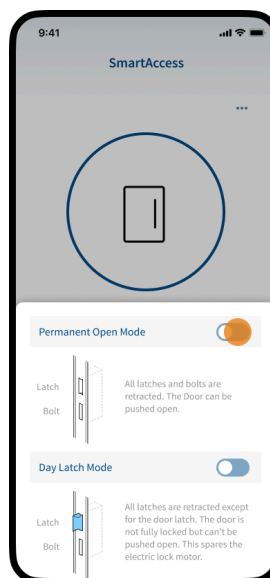 9:41
SmartAccess
Permanent Open Mode
Latch
Bolt
All latches and bolts are
retracted. The Door can be
pushed open.
Day Latch Mode
Latch
Bolt
All latches are retracted except
for the door latch. The door is
not fully locked but can't be
pushed open. This spares the
electric lock motor.